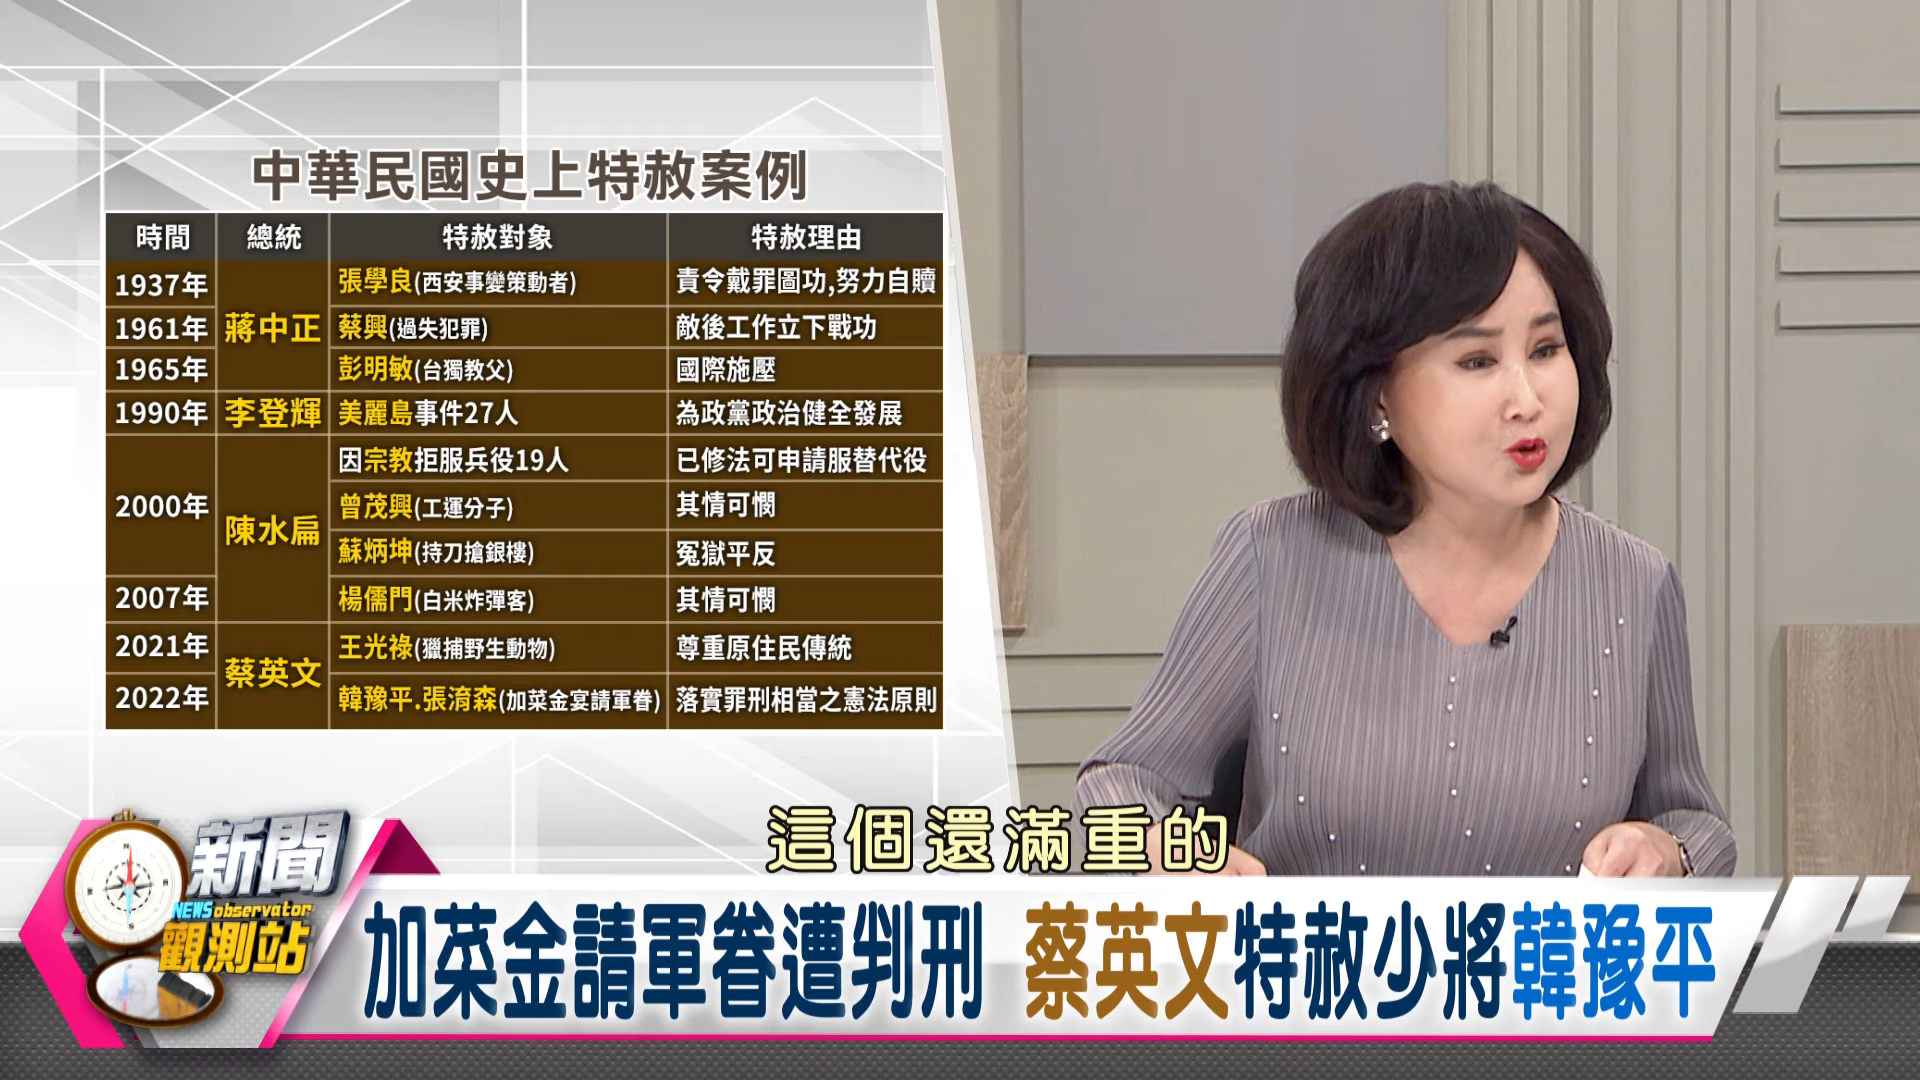 中華民國史上特赦案例
時間 總統 特赦對象 特赦理由
1937年 蔣中正 張學良(西安事變策動者) 責令戴罪圖功,努力自贖
1961年 蔡興(過失犯罪) 敵後工作立下戰功
1965年 彭明敏(台獨教父) 國際施壓
1990年 李登輝 美麗島事件27人 為政黨政治健全發展
2000年 陳水扁 因宗教拒服兵役19人 已修法可申請服替代役
曾茂興(工運分子) 其情可憫
蘇炳坤(持刀搶銀樓) 冤獄平反
2007年 楊儒門(白米炸彈客) 其情可憫
2021年 蔡英文 王光祿(獵捕野生動物) 尊重原住民傳統
2022年 韓豫平.張淯森(加菜金宴請軍眷) 落實罪刑相當之憲法原則
這個還滿重的
新聞
NEWS observator
觀測站
加菜金請軍眷遭判刑 蔡英文特赦少將韓豫平